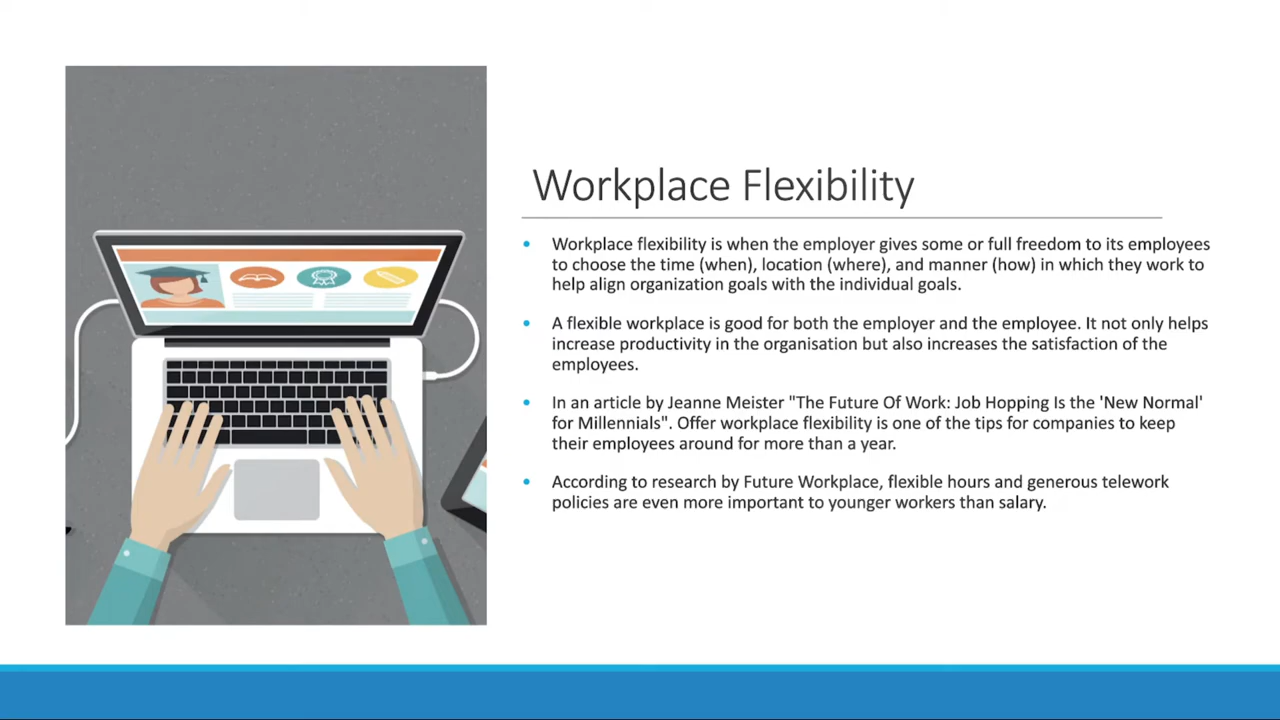 Workplace Flexibility
• Workplace flexibility is when the employer gives some or full freedom to its employees
to choose the time (when), location (where), and manner (how) in which they work to
help align organization goals with the individual goals.
• A flexible workplace is good for both the employer and the employee. It not only helps
increase productivity in the organisation but also increases the satisfaction of the
employees.
• In an article by Jeanne Meister "The Future Of Work: Job Hopping Is the 'New Normal'
for Millennials". Offer workplace flexibility is one of the tips for companies to keep
their employees around for more than a year.
• According to research by Future Workplace, flexible hours and generous telework
policies are even more important to younger workers than salary.